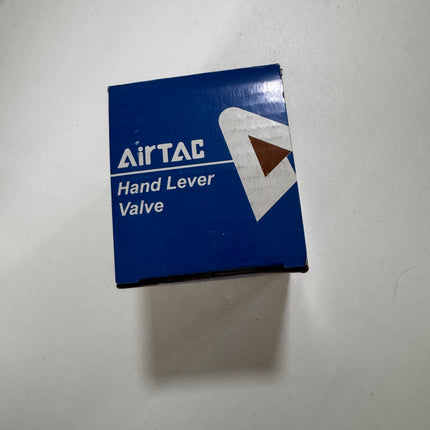 AirTAC
Hand Lever
Valve